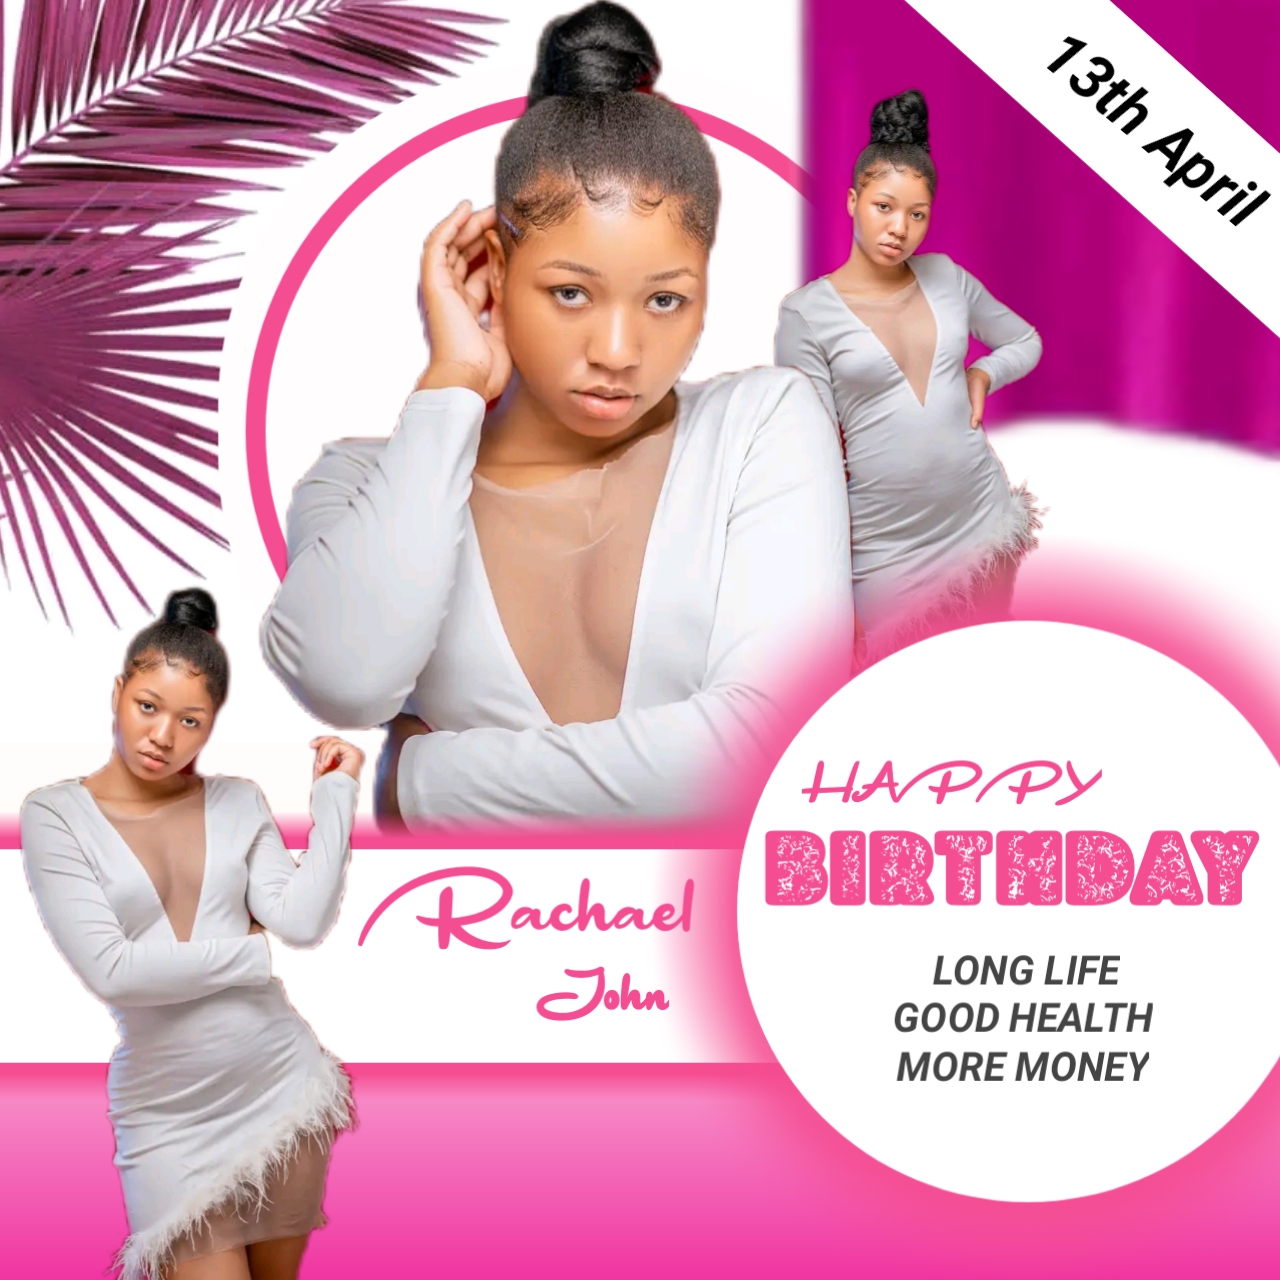 13th April
Rachael
John
HAPPY
BIRTHDAY
LONG LIFE
GOOD HEALTH
MORE MONEY